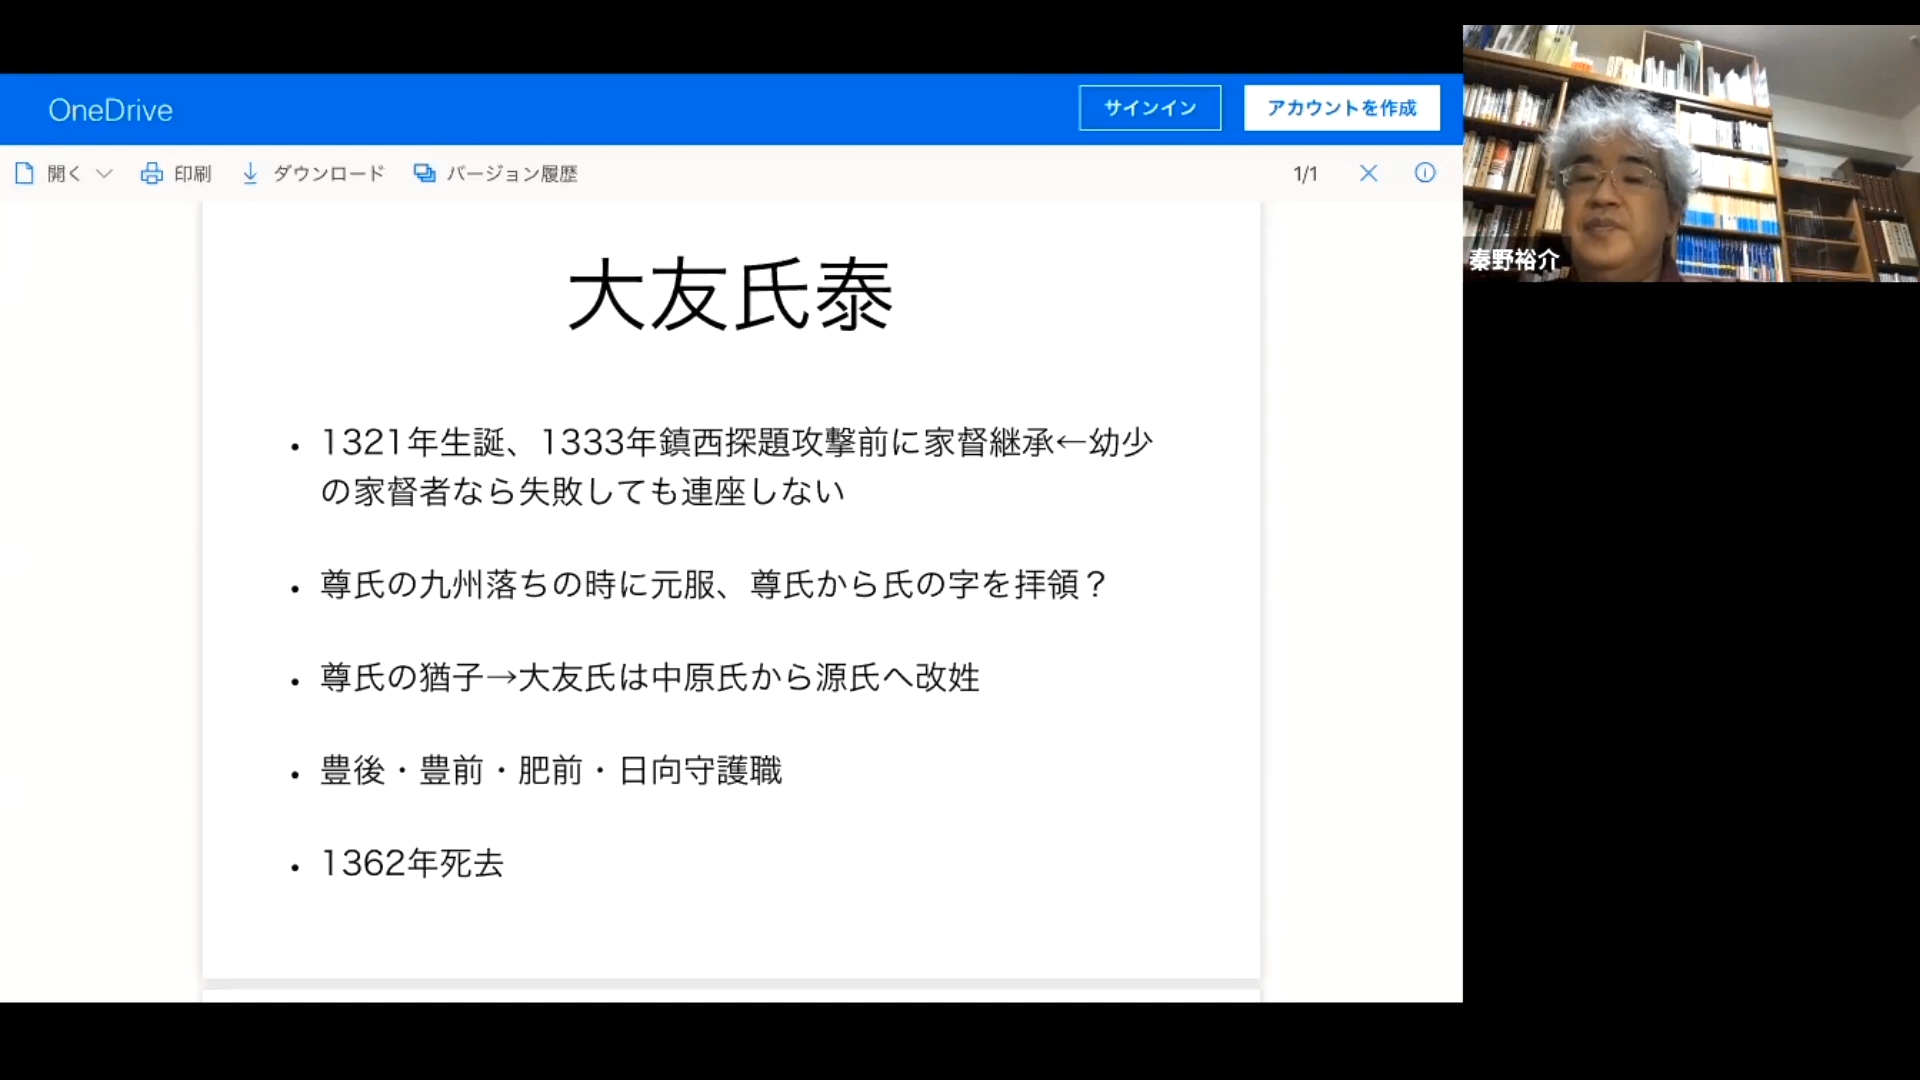 OneDrive
サインイン
アカウントを作成
開く
印刷
ダウンロード
バージョン履歴
1/1
大友氏泰
• 1321年生誕、1333年鎮西探題攻撃前に家督継承←幼少
の家督者なら失敗しても連座しない
• 尊氏の九州落ちの時に元服、尊氏から氏の字を拝領？
• 尊氏の猶子→大友氏は中原氏から源氏へ改姓
• 豊後・豊前・肥前・日向守護職
• 1362年死去
秦野裕介